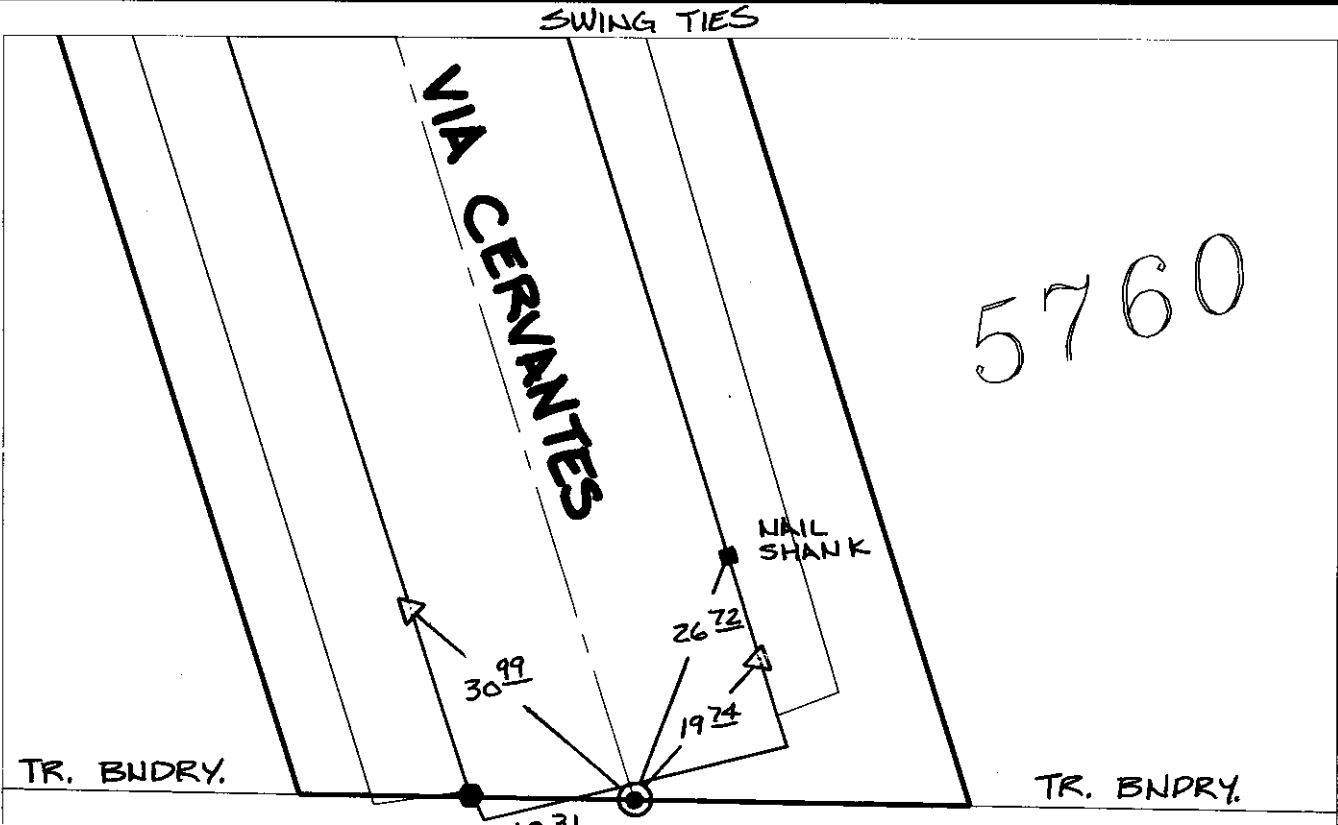 SWING TIES
VIA CERVANTES
5760
NAIL
SHANK
26 72
30 99
19 74
TR. BNDRY.
TR. BNDRY.